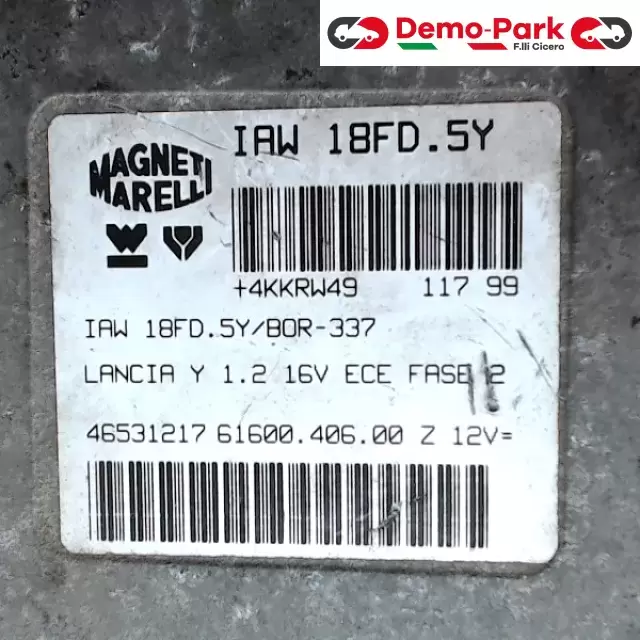 Demo-Park
F.lli Cicero
IAW 18FD.5Y
MAGNETI
MARELLI
+4KKRW49 117 99
IAW 18FD.5Y/BOR-337
LANCIA Y 1.2 16V ECE FASE 2
46531217 61600.406.00 Z 12V=